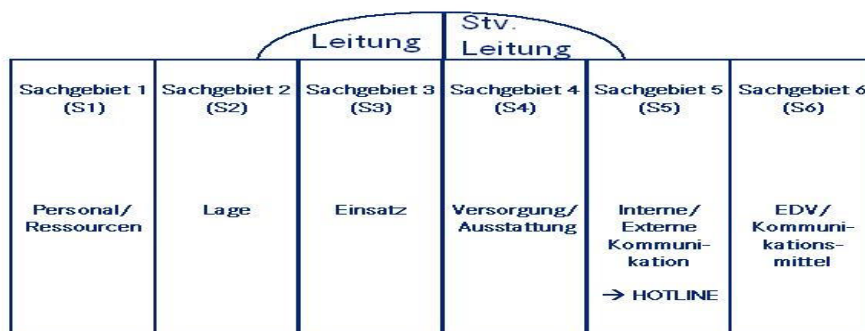 Leitung
Stv.
Leitung
Sachgebiet 1
(S1)
Personal/
Ressourcen
Sachgebiet 2
(S2)
Lage
Sachgebiet 3
(S3)
Einsatz
Sachgebiet 4
(S4)
Versorgung/
Ausstattung
Sachgebiet 5
(S5)
Interne/
Externe
Kommuni-
kation
→ HOTLINE
Sachgebiet 6
(S6)
EDV/
Kommuni-
kations-
mittel